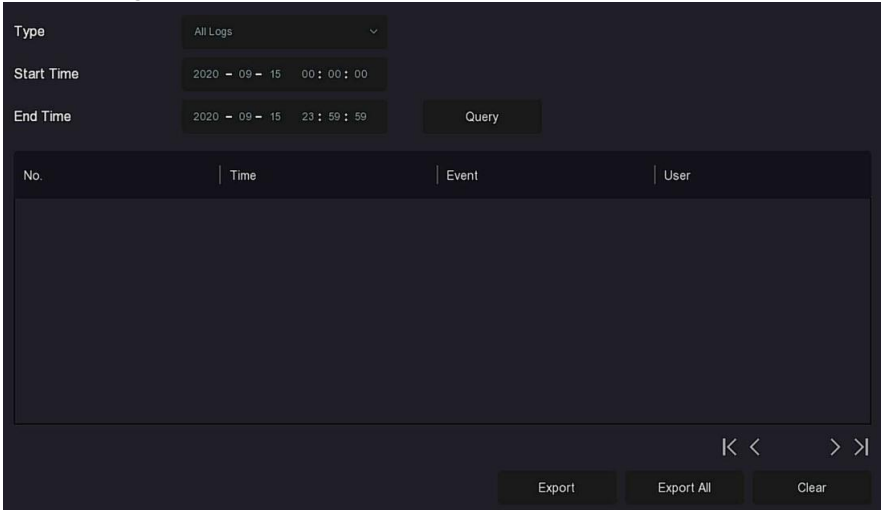 Type All Logs
Start Time 2020 - 09 - 15 00 : 00 : 00
End Time 2020 - 09 - 15 23 : 59 : 59 Query
No. Time Event User
Export Export All Clear